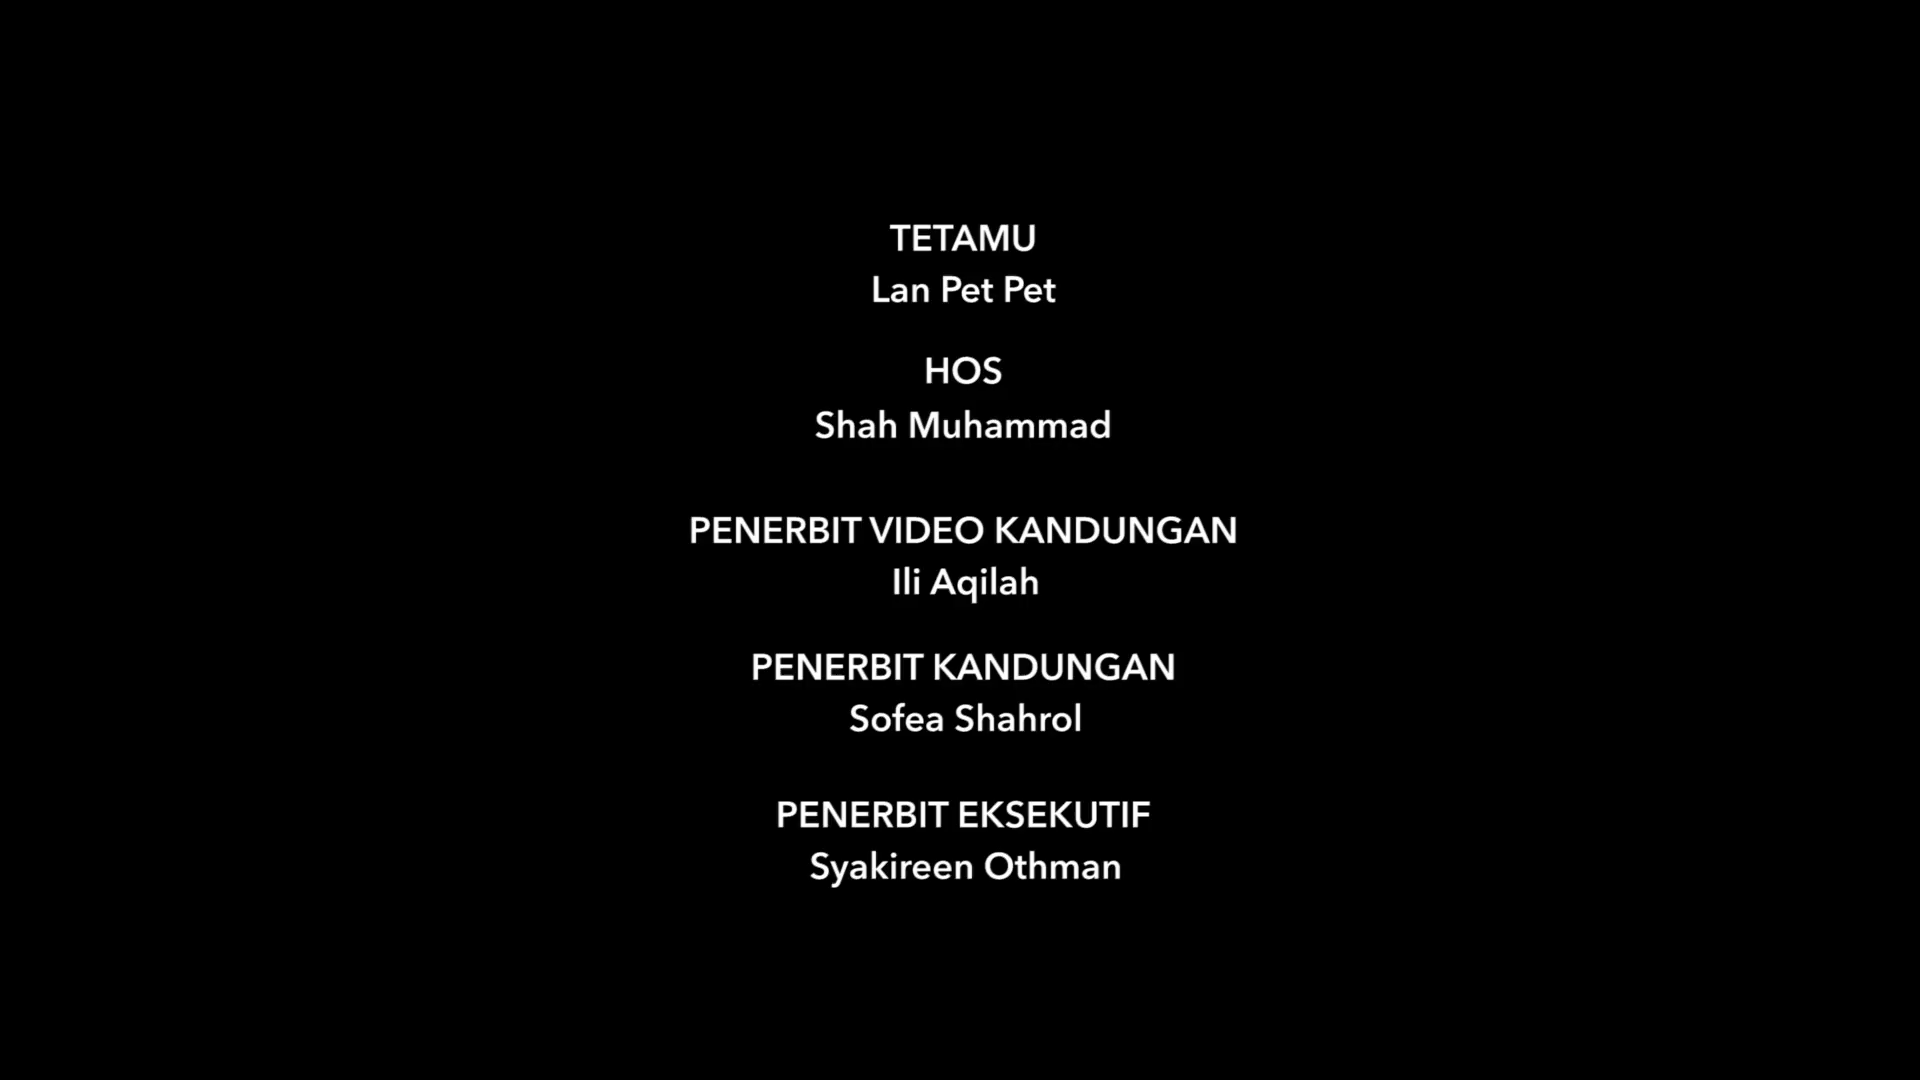 TETAMU
Lan Pet Pet
HOS
Shah Muhammad
PENERBIT VIDEO KANDUNGAN
Ili Aqilah
PENERBIT KANDUNGAN
Sofea Shahrol
PENERBIT EKSEKUTIF
Syakireen Othman